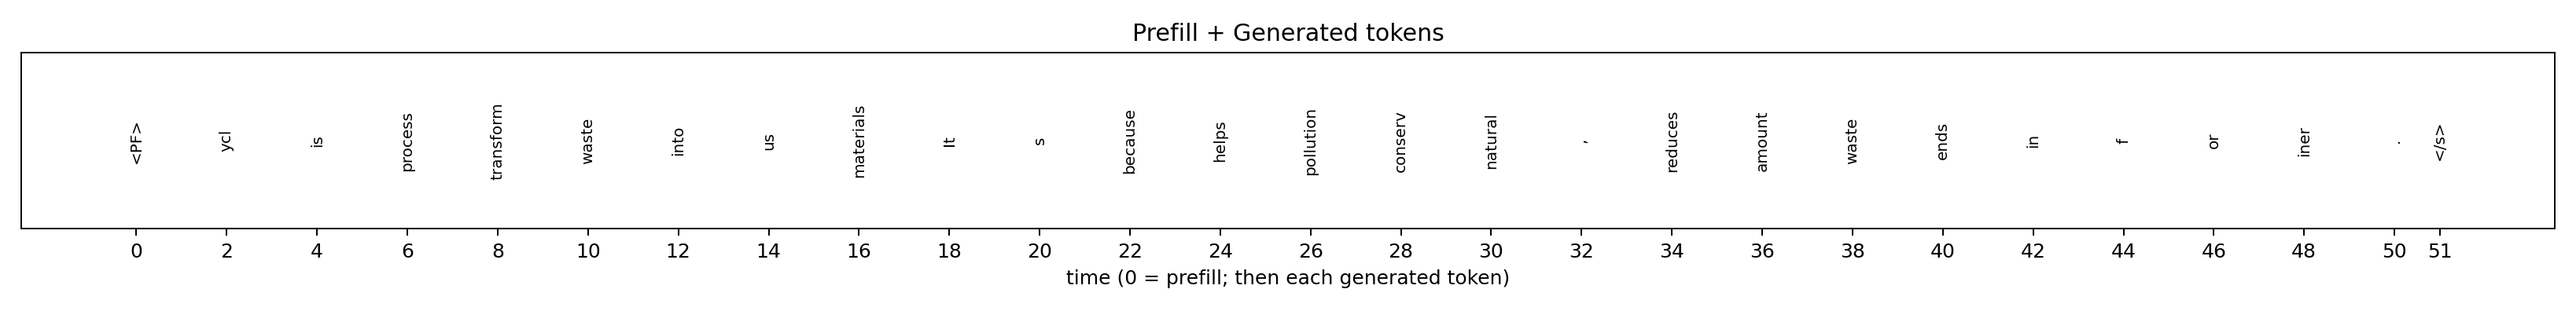 Prefill + Generated tokens
<PF> ycl is process transform waste into us materials It s because helps pollution conserv natural , reduces amount waste ends in f or iner . </s>
0 2 4 6 8 10 12 14 16 18 20 22 24 26 28 30 32 34 36 38 40 42 44 46 48 50 51
time (0 = prefill; then each generated token)